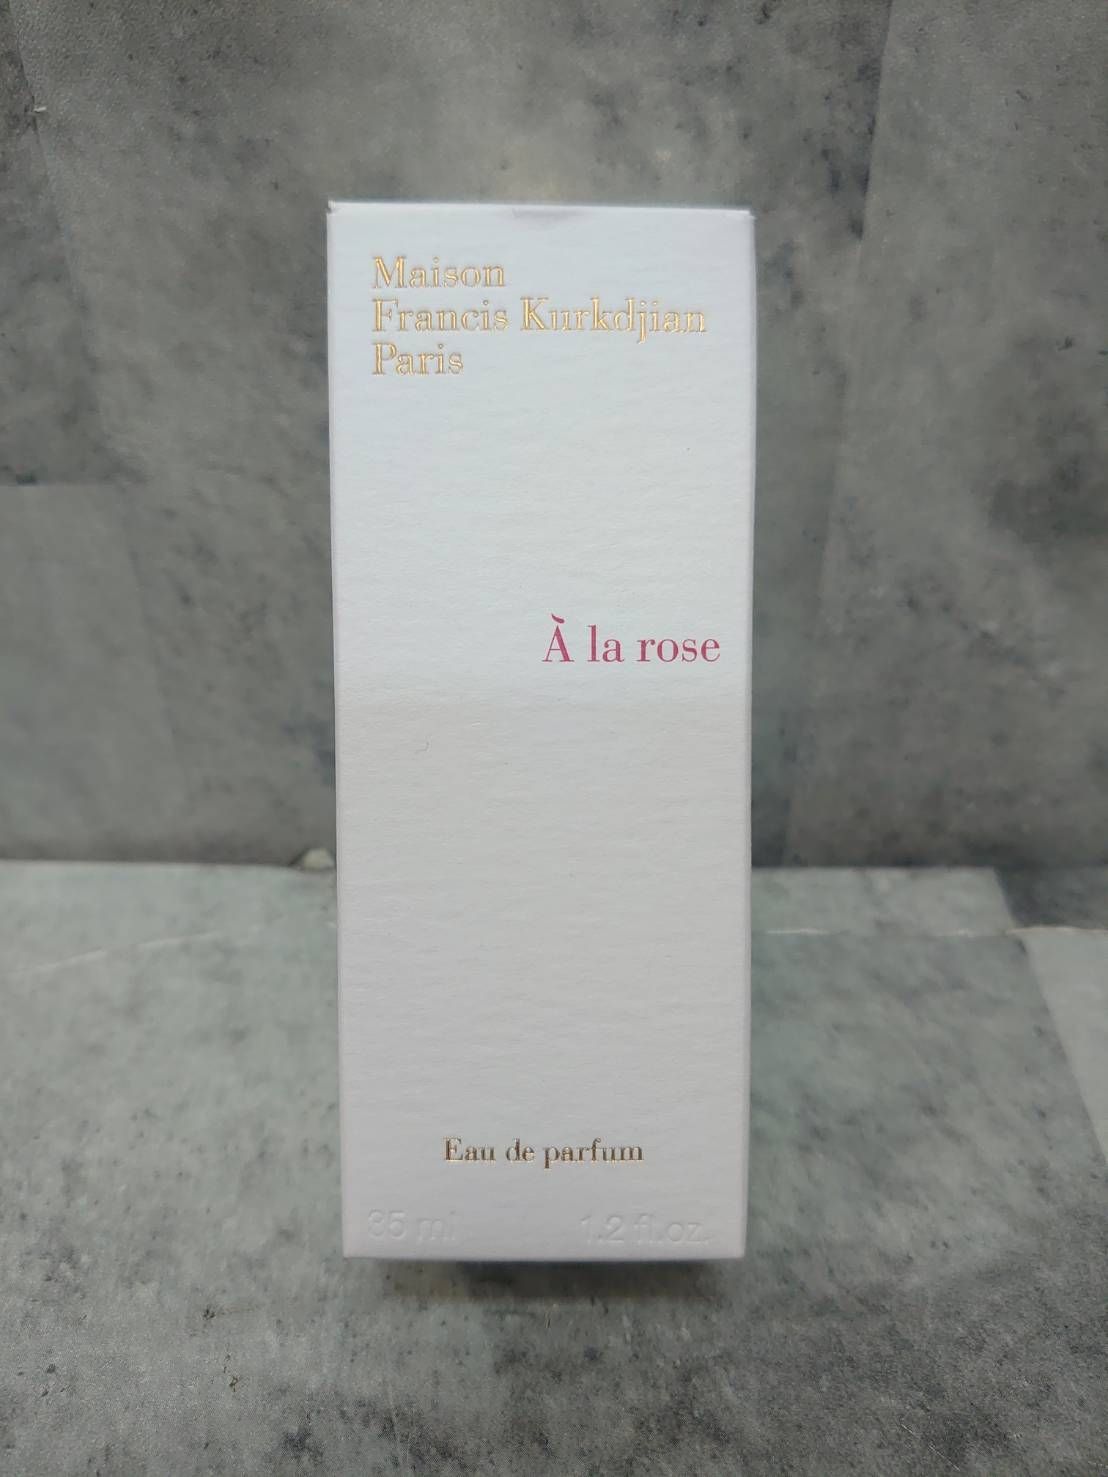 Maison
Francis Kurkdjian
Paris
À la rose
Eau de parfum
35 ml 1.2 fl.oz.